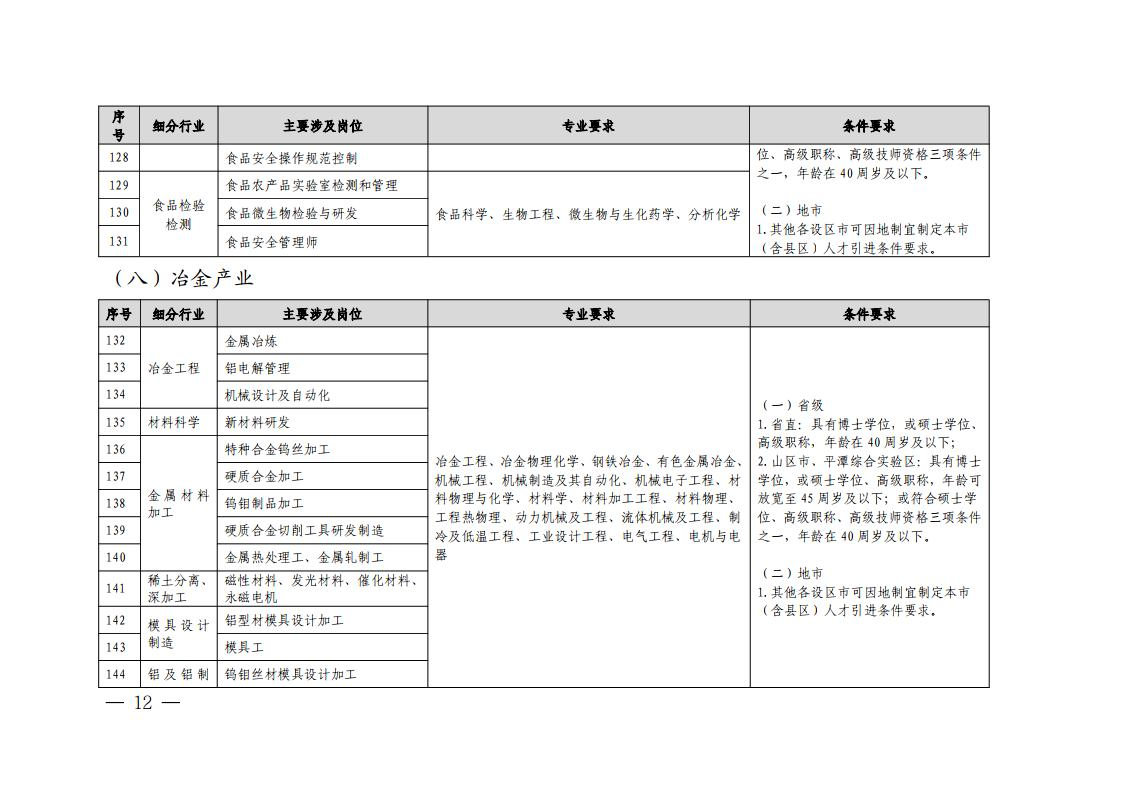 序号 细分行业 主要涉及岗位 专业要求 条件要求
128 食品安全操作规范控制
129 食品农产品实验室检测和管理
130 食品微生物检验与研发
131 食品安全管理师
食品检验
检测
食品科学、生物工程、微生物与生化药学、分析化学
位、高级职称、高级技师资格三项条件
之一，年龄在 40 周岁及以下。
（二）地市
1.其他各设区市可因地制宜制定本市
（含县区）人才引进条件要求。
（八）冶金产业
序号 细分行业 主要涉及岗位 专业要求 条件要求
132 金属冶炼
133 铝电解管理
134 机械设计及自动化
冶金工程
135 材料科学 新材料研发
136 特种合金钨丝加工
137 硬质合金加工
138 钨钼制品加工
139 硬质合金切削工具研发制造
140 金属热处理工、金属轧制工
金属材料
加工
141 稀土分离、
深加工
磁性材料、发光材料、催化材料、
永磁电机
142 铝型材模具设计加工
143 模具工
模具设计
制造
144 铝及铝制 钨钼丝材模具设计加工
冶金工程、冶金物理化学、钢铁冶金、有色金属冶金、
机械工程、机械制造及其自动化、机械电子工程、材
料物理与化学、材料学、材料加工工程、材料物理、
工程热物理、动力机械及工程、流体机械及工程、制
冷及低温工程、工业设计工程、电气工程、电机与电
器
（一）省级
1.省直：具有博士学位，或硕士学位、
高级职称，年龄在 40 周岁及以下；
2.山区市、平潭综合实验区：具有博士
学位，或硕士学位、高级职称，年龄可
放宽至 45 周岁及以下；或符合硕士学
位、高级职称、高级技师资格三项条件
之一，年龄在 40 周岁及以下。
（二）地市
1.其他各设区市可因地制宜制定本市
（含县区）人才引进条件要求。
— 12 —